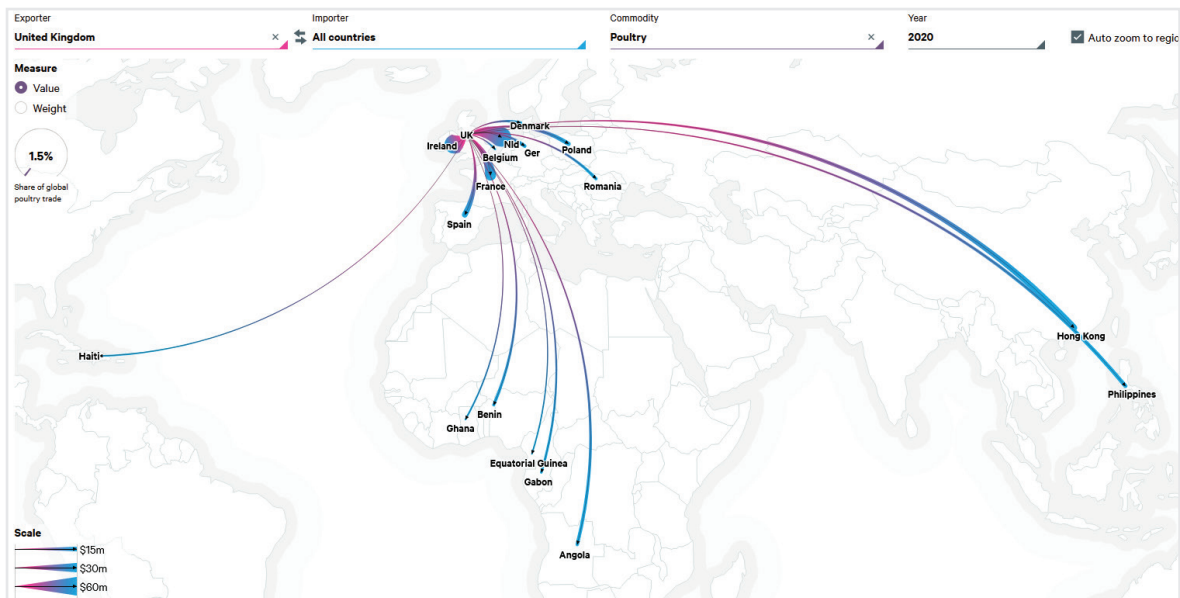 Exporter
United Kingdom ×
Importer
All countries
Commodity
Poultry ×
Year
2020
Auto zoom to regio
Measure
Value
Weight
1.5%
Share of global
poultry trade
UK
Denmark
Ireland
Nld
Ger
Poland
Belgium
France
Romania
Spain
Hong Kong
Haiti
Philippines
Benin
Ghana
Equatorial Guinea
Gabon
Angola
Scale
$15m
$30m
$60m